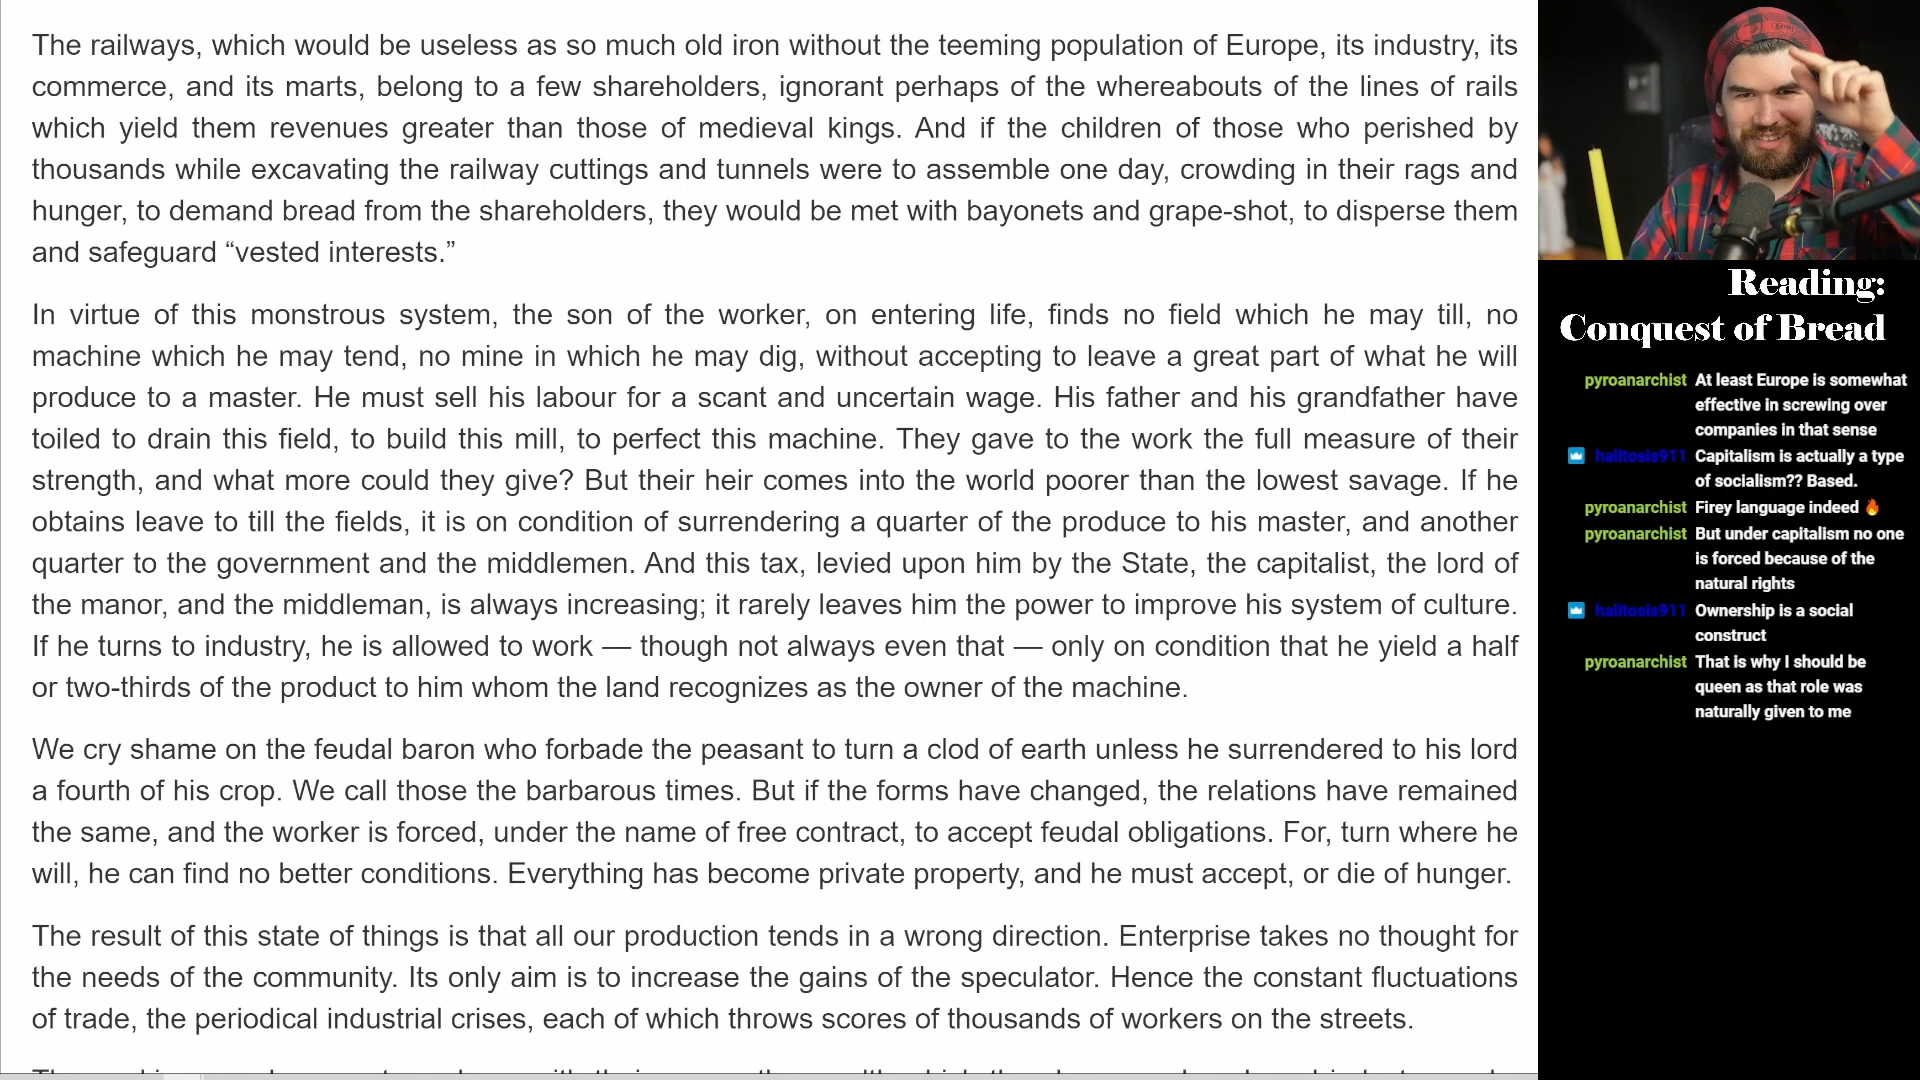 The railways, which would be useless as so much old iron without the teeming population of Europe, its industry, its
commerce, and its marts, belong to a few shareholders, ignorant perhaps of the whereabouts of the lines of rails
which yield them revenues greater than those of medieval kings. And if the children of those who perished by
thousands while excavating the railway cuttings and tunnels were to assemble one day, crowding in their rags and
hunger, to demand bread from the shareholders, they would be met with bayonets and grape-shot, to disperse them
and safeguard “vested interests.”
In virtue of this monstrous system, the son of the worker, on entering life, finds no field which he may till, no
machine which he may tend, no mine in which he may dig, without accepting to leave a great part of what he will
produce to a master. He must sell his labour for a scant and uncertain wage. His father and his grandfather have
toiled to drain this field, to build this mill, to perfect this machine. They gave to the work the full measure of their
strength, and what more could they give? But their heir comes into the world poorer than the lowest savage. If he
obtains leave to till the fields, it is on condition of surrendering a quarter of the produce to his master, and another
quarter to the government and the middlemen. And this tax, levied upon him by the State, the capitalist, the lord of
the manor, and the middleman, is always increasing; it rarely leaves him the power to improve his system of culture.
If he turns to industry, he is allowed to work — though not always even that — only on condition that he yield a half
or two-thirds of the product to him whom the land recognizes as the owner of the machine.
We cry shame on the feudal baron who forbade the peasant to turn a clod of earth unless he surrendered to his lord
a fourth of his crop. We call those the barbarous times. But if the forms have changed, the relations have remained
the same, and the worker is forced, under the name of free contract, to accept feudal obligations. For, turn where he
will, he can find no better conditions. Everything has become private property, and he must accept, or die of hunger.
The result of this state of things is that all our production tends in a wrong direction. Enterprise takes no thought for
the needs of the community. Its only aim is to increase the gains of the speculator. Hence the constant fluctuations
of trade, the periodical industrial crises, each of which throws scores of thousands of workers on the streets.
Reading:
Conquest of Bread
pyroanarchist At least Europe is somewhat
effective in screwing over
companies in that sense
halitosis911 Capitalism is actually a type
of socialism?? Based.
pyroanarchist Firey language indeed 🔥
pyroanarchist But under capitalism no one
is forced because of the
natural rights
halitosis911 Ownership is a social
construct
pyroanarchist That is why I should be
queen as that role was
naturally given to me